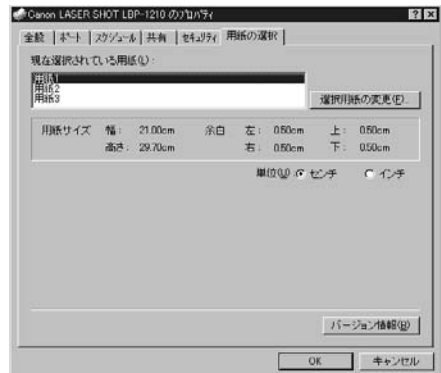 Canon LASER SHOT LBP-1210 のﾌﾟﾛﾊﾟﾃｨ
全般 ポート スケジュール 共有 セキュリティ 用紙の選択
現在選択されている用紙(L):
用紙1
用紙2
用紙3
選択用紙の変更(F)...
用紙サイズ 幅: 21.00cm 余白 左: 0.50cm 上: 0.50cm
高さ: 29.70cm 右: 0.50cm 下: 0.50cm
単位(U) センチ インチ
バージョン情報(B)
OK キャンセル